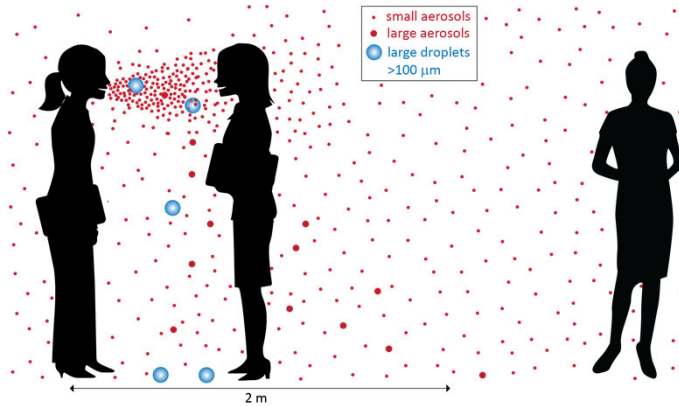 small aerosols
large aerosols
large droplets
>100 μm
2 m